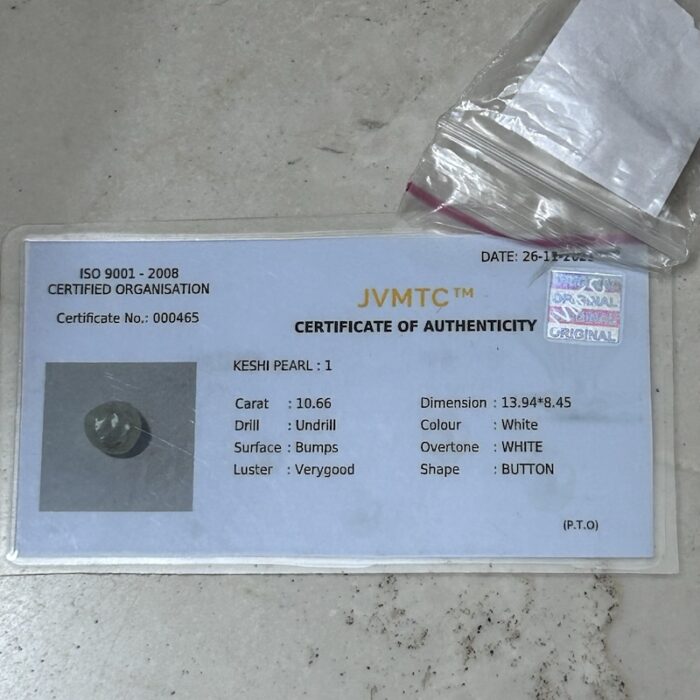 ISO 9001 - 2008
CERTIFIED ORGANISATION
Certificate No.: 000465
DATE: 26-11-
JVMTC™
CERTIFICATE OF AUTHENTICITY
ORIGINAL
ORIGINAL
KESHI PEARL : 1
Carat : 10.66
Drill : Undrill
Surface : Bumps
Luster : Verygood
Dimension : 13.94*8.45
Colour : White
Overtone : WHITE
Shape : BUTTON
(P.T.O)